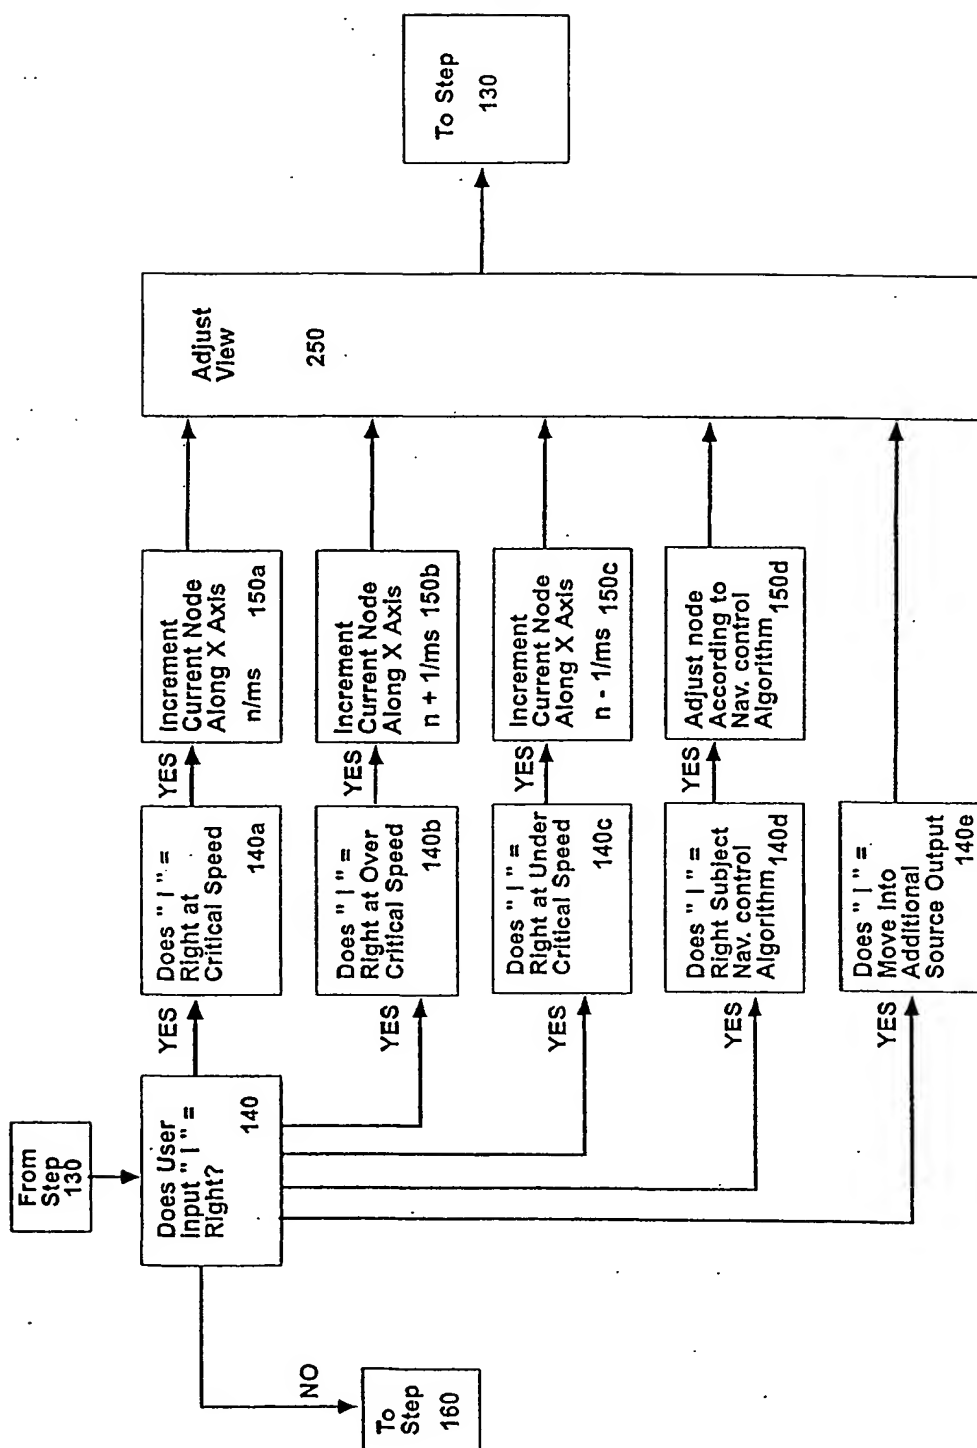 From
Step
130
Does User
Input " I " =
Right?
140
NO
To
Step
160
YES
Does " I " =
Right at
Critical Speed
140a
YES
Increment
Current Node
Along X Axis
n/ms 150a
YES
Does " I " =
Right at Over
Critical Speed
140b
YES
Increment
Current Node
Along X Axis
n + 1/ms 150b
YES
Does " I " =
Right at Under
Critical Speed
140c
YES
Increment
Current Node
Along X Axis
n - 1/ms 150c
YES
Does " I " =
Right Subject
Nav. control
Algorithm 140d
YES
Adjust node
According to
Nav. control
Algorithm 150d
YES
Does " I " =
Move Into
Additional
Source Output
140e
Adjust
View
250
To Step
130